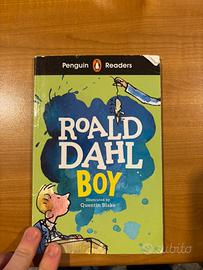 Penguin Readers
ROALD
DAHL
BOY
Illustrated by
Quentin Blake
subito